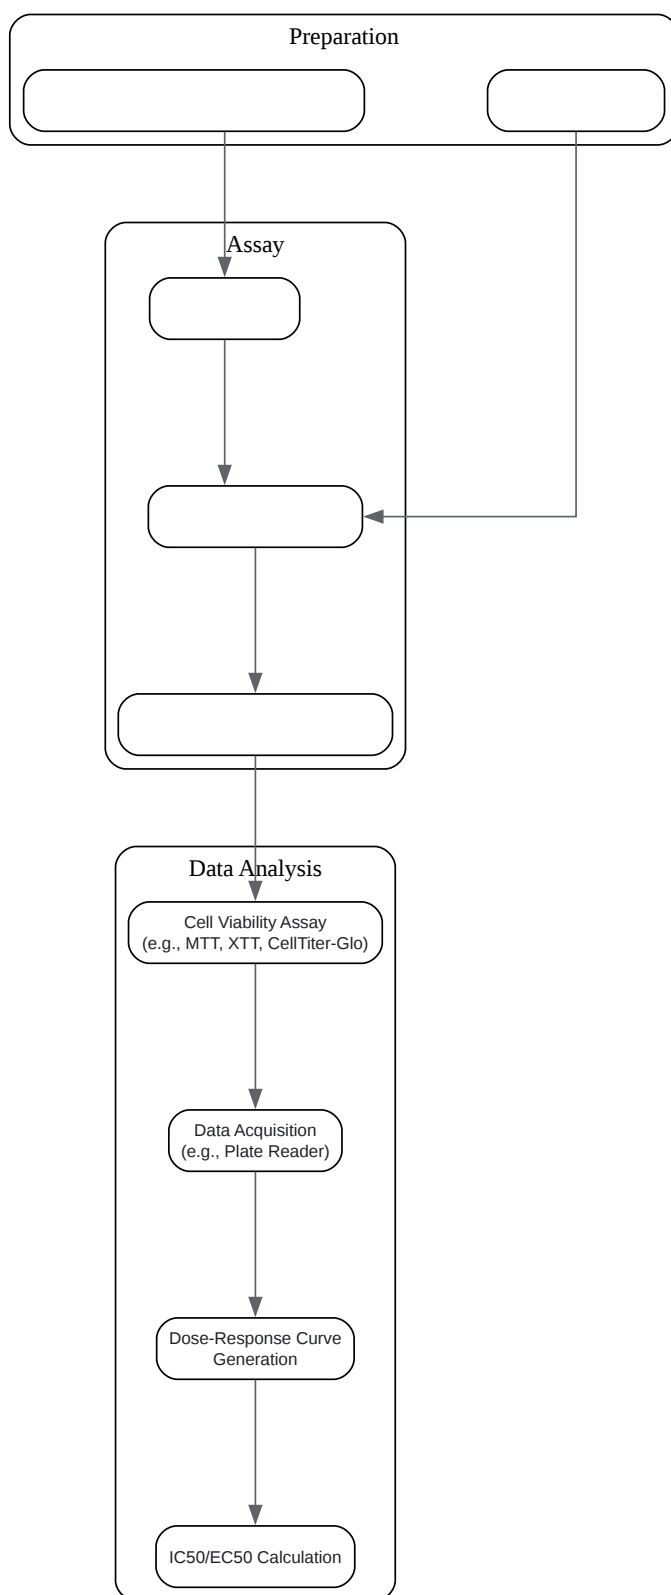 Preparation
Assay
Data Analysis
Cell Viability Assay
(e.g., MTT, XTT, CellTiter-Glo)
Data Acquisition
(e.g., Plate Reader)
Dose-Response Curve
Generation
IC50/EC50 Calculation